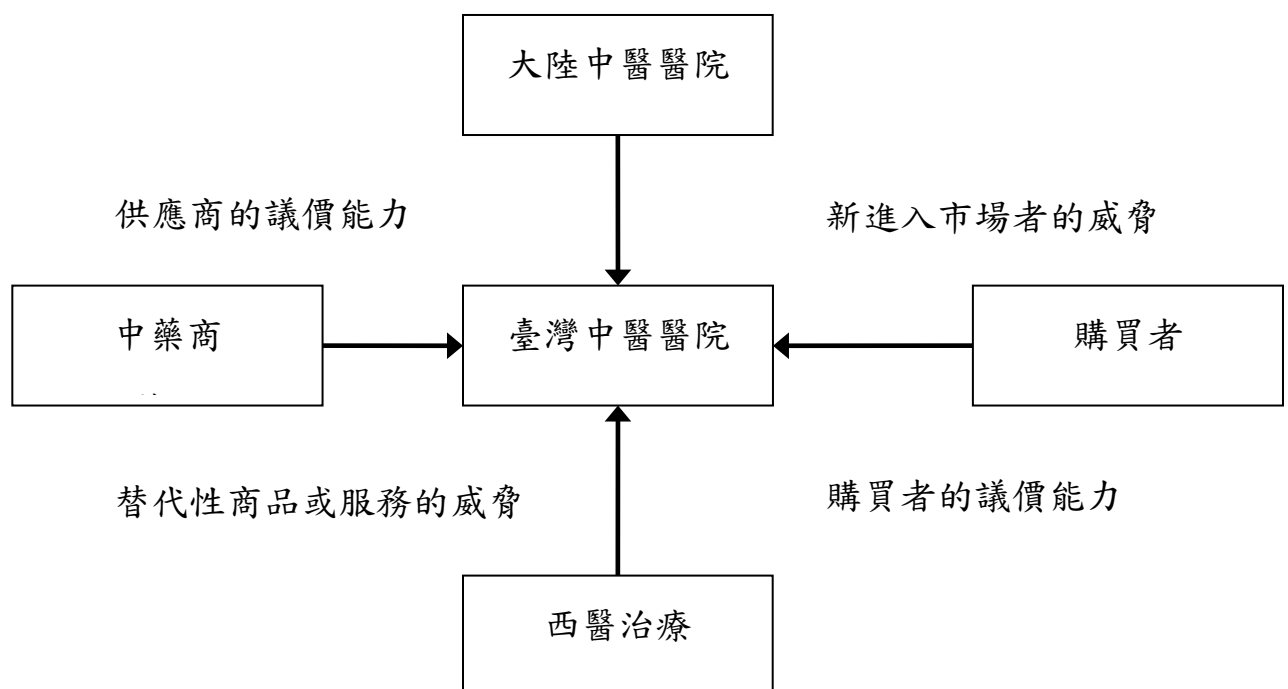 大陸中醫醫院
供應商的議價能力
新進入市場者的威脅
中藥商
臺灣中醫醫院
購買者
替代性商品或服務的威脅
購買者的議價能力
西醫治療